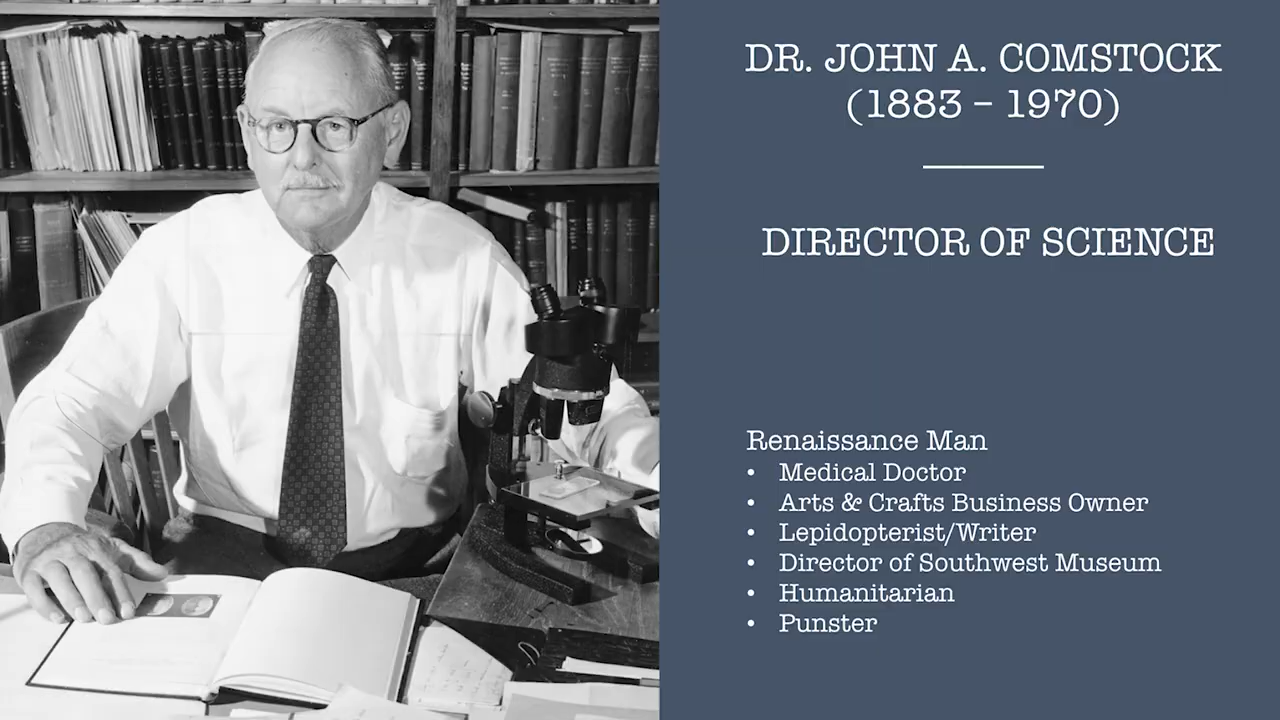 DR. JOHN A. COMSTOCK
(1883 – 1970)
DIRECTOR OF SCIENCE
Renaissance Man
• Medical Doctor
• Arts & Crafts Business Owner
• Lepidopterist/Writer
• Director of Southwest Museum
• Humanitarian
• Punster